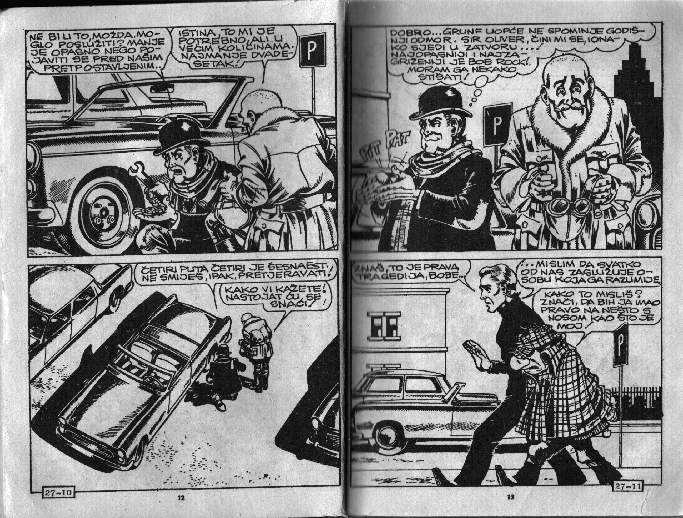 NE BI LI TO, MOŽDA, MO-
GLO POSLUŽITI? MANJE
JE OPASNO NEGO PO-
JAVITI SE PRED NAŠIM
PRETPOSTAVLJENIM...
ISTINA, TO MI JE
POTREBNO, ALI U
VEĆIM KOLIČINAMA.
NAJMANJE DVADE-
SETAK!
P
ČETIRI PUTA ČETIRI JE ŠESNAEST.
NE SMIJEŠ, IPAK, PRETJERAVATI!
KAKO VI KAŽETE!
NASTOJAT ĆU SE
SNAĆI!
27-10
12
DOBRO... GRUNF UOPĆE NE SPOMINJE GODIŠ-
NJI ODMOR. SIR OLIVER, ČINI MI SE, IONA-
KO SJEDI U ZATVORU...
NAJOPASNIJI I NAJZA-
GRIŽENIJI JE BOB ROCK!
MORAM GA NEKAKO
STIŠATI!
P
PAT
ZNAŠ, TO JE PRAVA
TRAGEDIJA, BOBE,
...MISLIM DA SVATKO
OD NAS ZASLUŽUJE O-
SOBU KOJA GA RAZUMIJE.
KAKO TO MISLIŠ?
ZNAČI, DA BIH JA IMAO
PRAVO NA NEŠTO S
NOSOM KAO ŠTO JE
MOJ.
P
27-11
13